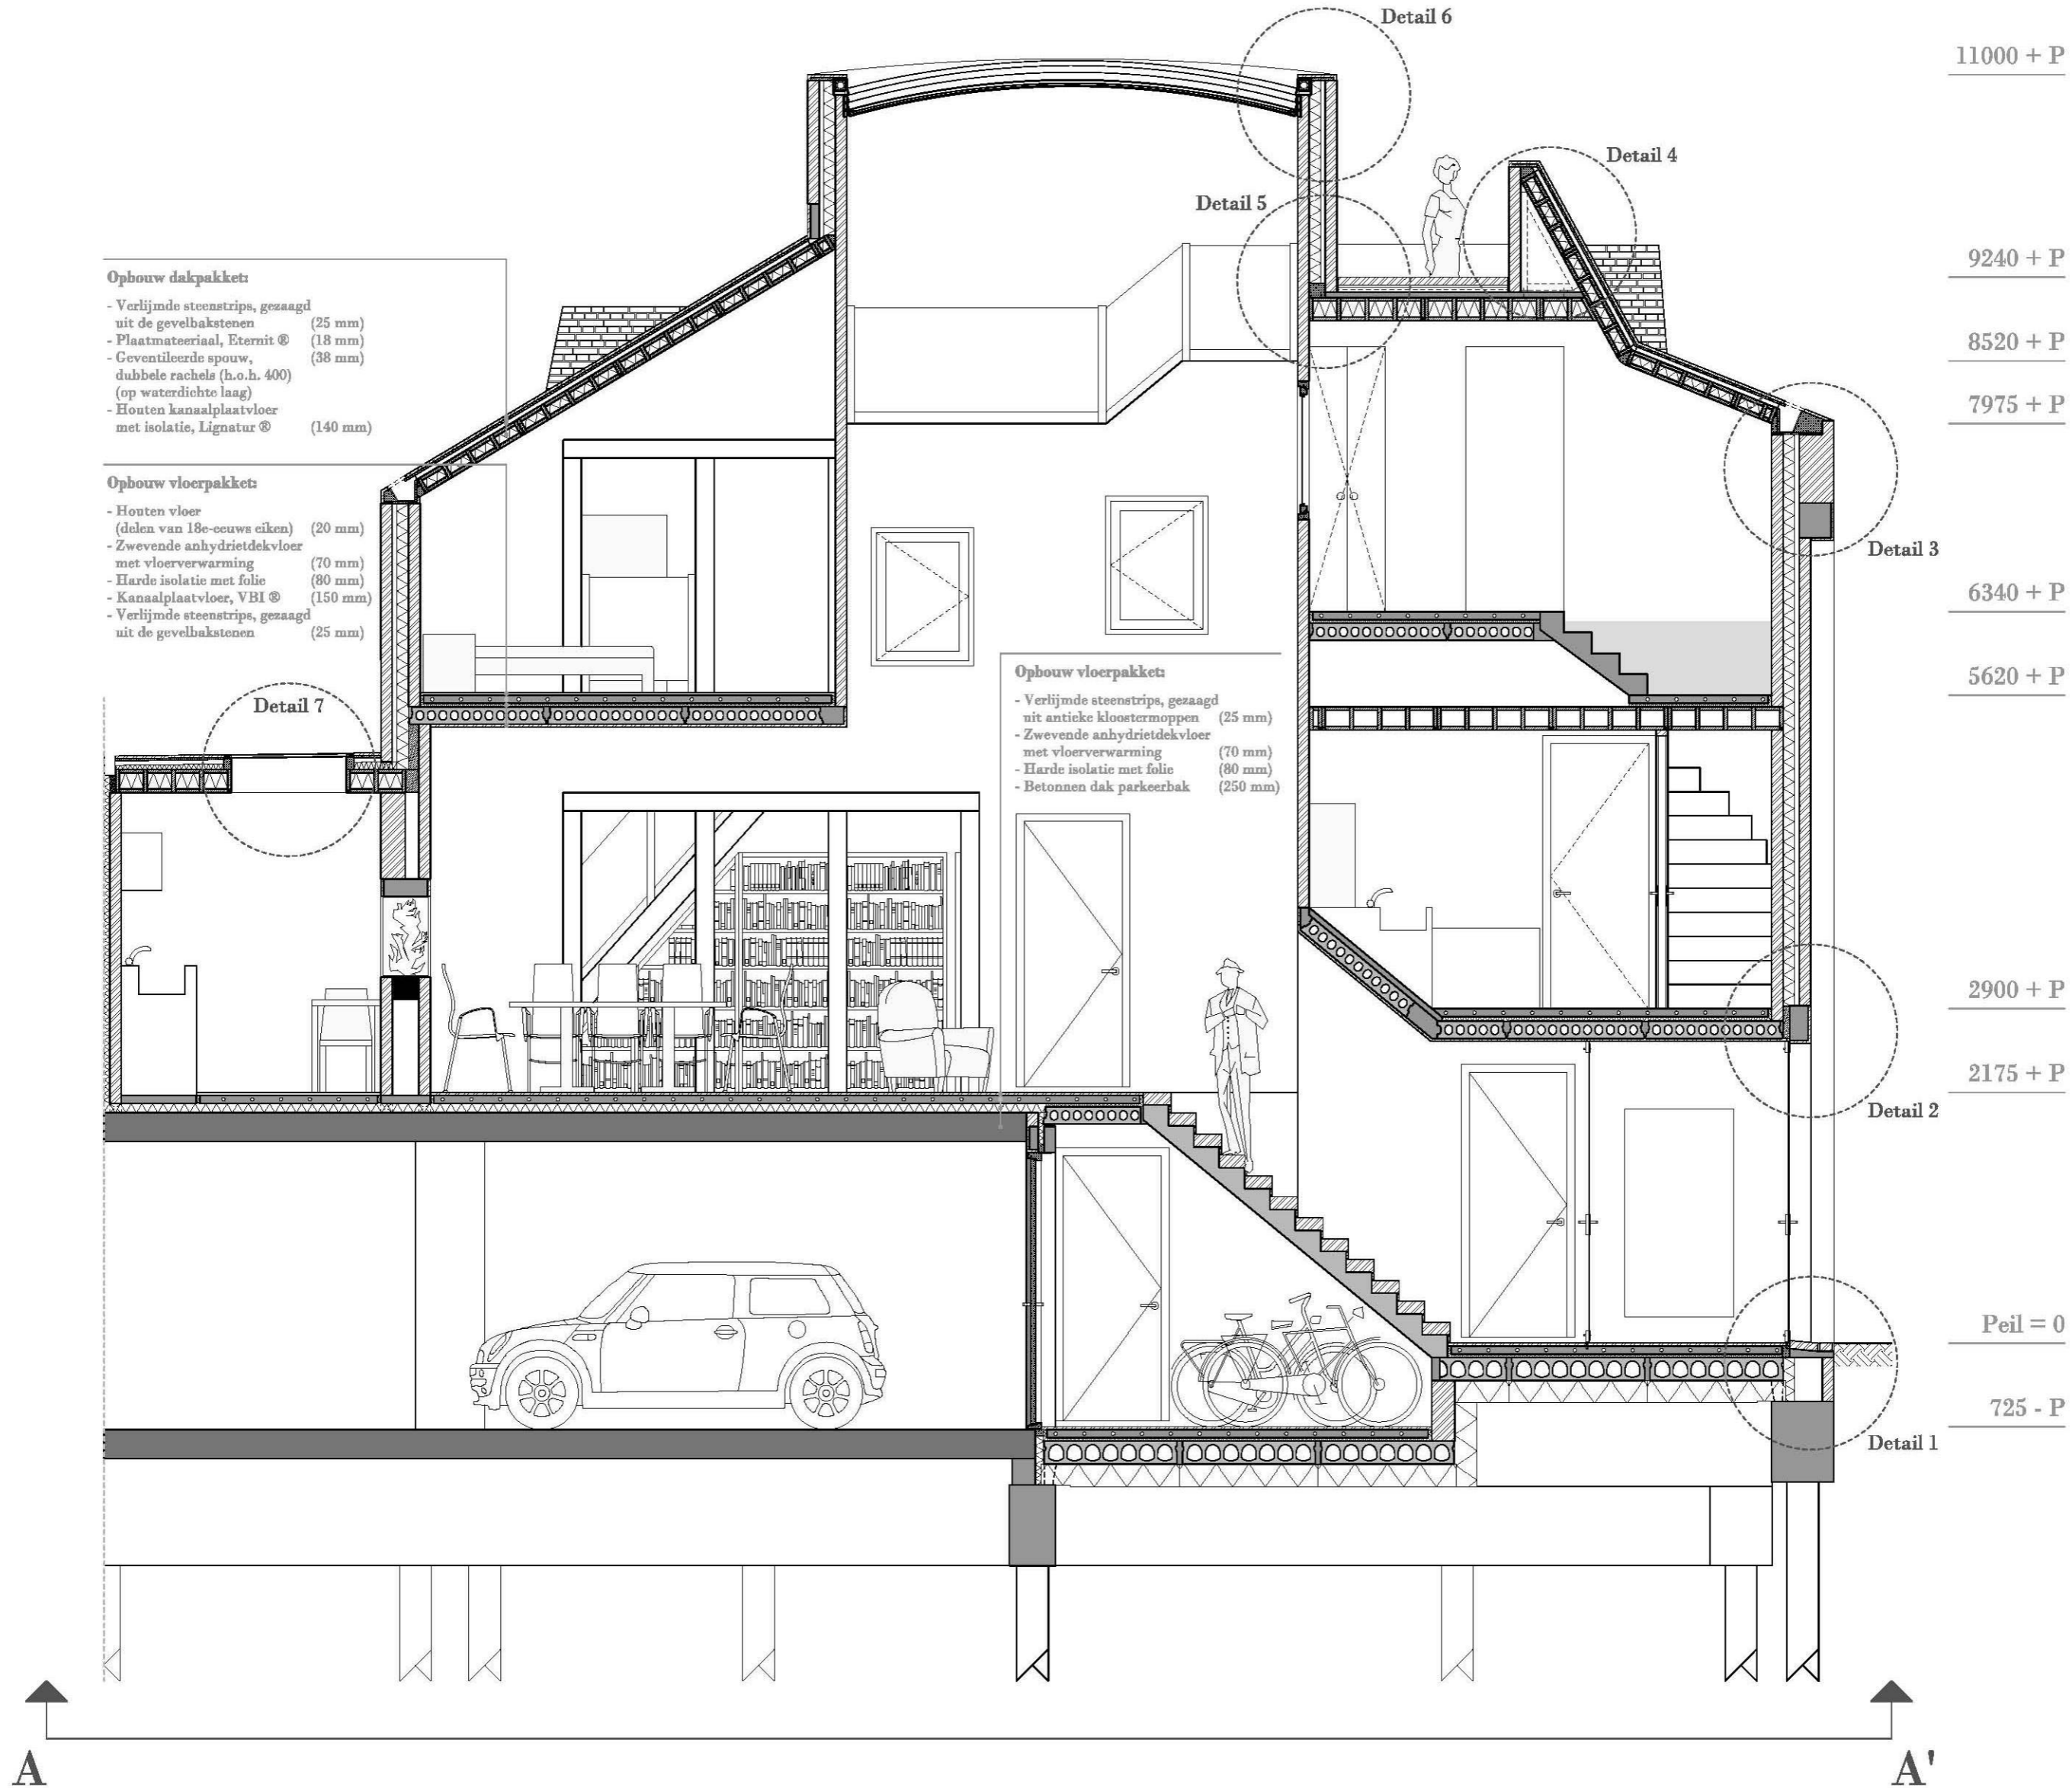 Detail 6
11000 + P
Detail 4
Detail 5
9240 + P
Opbouw dakpakket:
- Verlijmde steenstrips, gezaagd
uit de gevelbakstenen (25 mm)
- Plaatmateeriaal, Eternit ® (18 mm)
- Geventileerde spouw, (38 mm)
dubbele rachels (h.o.h. 400)
(op waterdichte laag)
- Houten kanaalplaatvloer
met isolatie, Lignatur ® (140 mm)
8520 + P
7975 + P
Opbouw vloerpakket:
- Houten vloer
(delen van 18e-eeuws eiken) (20 mm)
- Zwevende anhydrietdekvloer
met vloerverwarming (70 mm)
- Harde isolatie met folie (80 mm)
- Kanaalplaatvloer, VBI ® (150 mm)
- Verlijmde steenstrips, gezaagd
uit de gevelbakstenen (25 mm)
Detail 3
6340 + P
5620 + P
Detail 7
Opbouw vloerpakket:
- Verlijmde steenstrips, gezaagd
uit antieke kloostermoppen (25 mm)
- Zwevende anhydrietdekvloer
met vloerverwarming (70 mm)
- Harde isolatie met folie (80 mm)
- Betonnen dak parkeerbak (250 mm)
2900 + P
2175 + P
Detail 2
Peil = 0
725 - P
Detail 1
A
A'